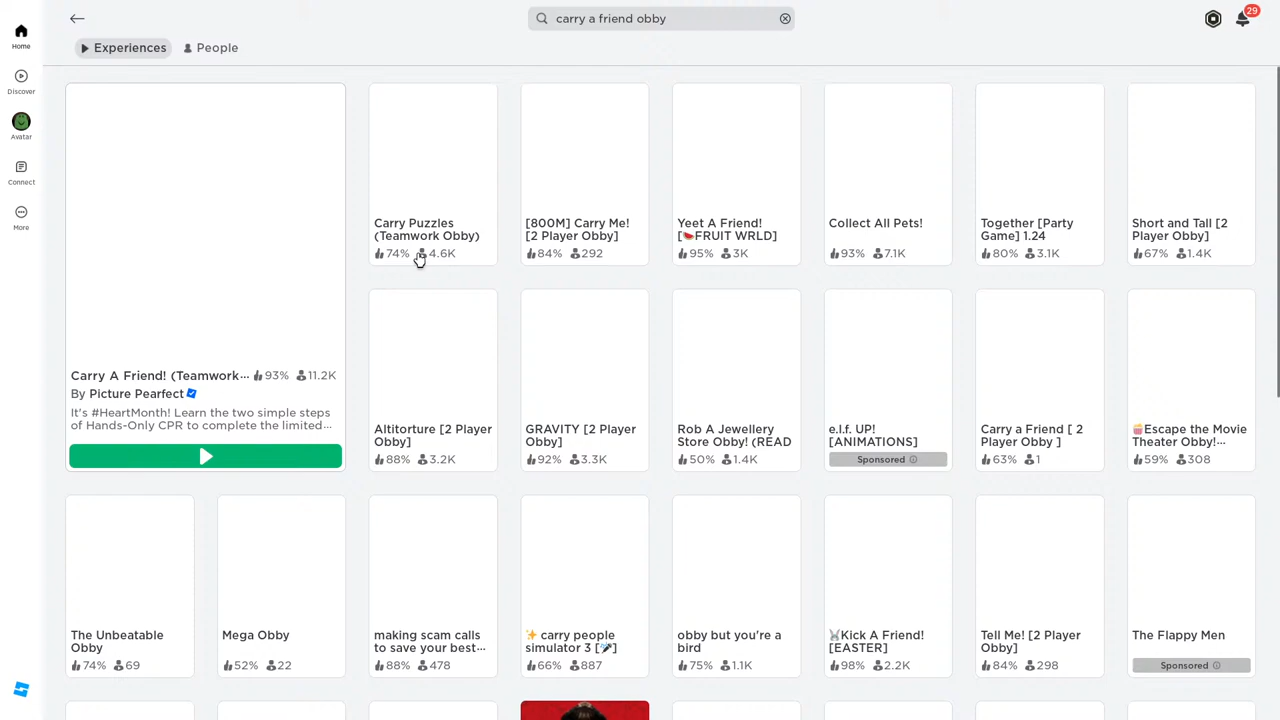 carry a friend obby
29
Home
Experiences
People
Discover
Avatar
Connect
More
Carry A Friend! (Teamwork··· 93% 11.2K
By Picture Pearfect
It's #HeartMonth! Learn the two simple steps
of Hands-Only CPR to complete the limited···
Carry Puzzles
(Teamwork Obby)
74% 4.6K
[800M] Carry Me!
[2 Player Obby]
84% 292
Yeet A Friend!
[🍉FRUIT WRLD]
95% 3K
Collect All Pets!
93% 7.1K
Together [Party
Game] 1.24
80% 3.1K
Short and Tall [2
Player Obby]
67% 1.4K
Altitorture [2 Player
Obby]
88% 3.2K
GRAVITY [2 Player
Obby]
92% 3.3K
Rob A Jewellery
Store Obby! (READ
50% 1.4K
e.l.f. UP!
[ANIMATIONS]
Sponsored
Carry a Friend [ 2
Player Obby ]
63% 1
🍿Escape the Movie
Theater Obby!···
59% 308
The Unbeatable
Obby
74% 69
Mega Obby
52% 22
making scam calls
to save your best···
88% 478
✨ carry people
simulator 3 [🎤]
66% 887
obby but you're a
bird
75% 1.1K
🐰Kick A Friend!
[EASTER]
98% 2.2K
Tell Me! [2 Player
Obby]
84% 298
The Flappy Men
Sponsored